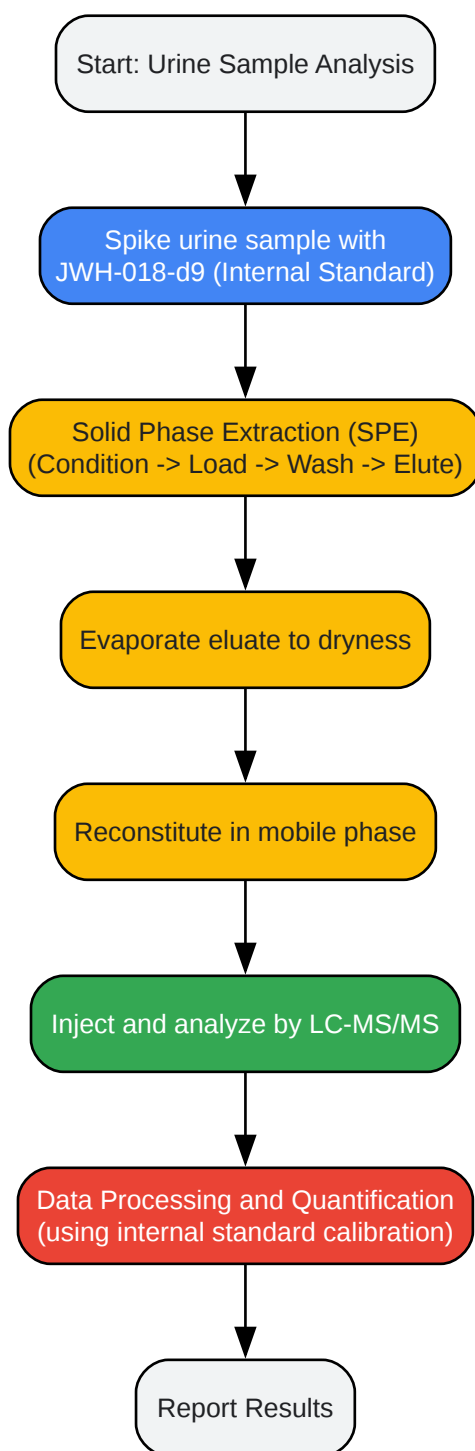 Start: Urine Sample Analysis
Spike urine sample with
JWH-018-d9 (Internal Standard)
Solid Phase Extraction (SPE)
(Condition -> Load -> Wash -> Elute)
Evaporate eluate to dryness
Reconstitute in mobile phase
Inject and analyze by LC-MS/MS
Data Processing and Quantification
(using internal standard calibration)
Report Results